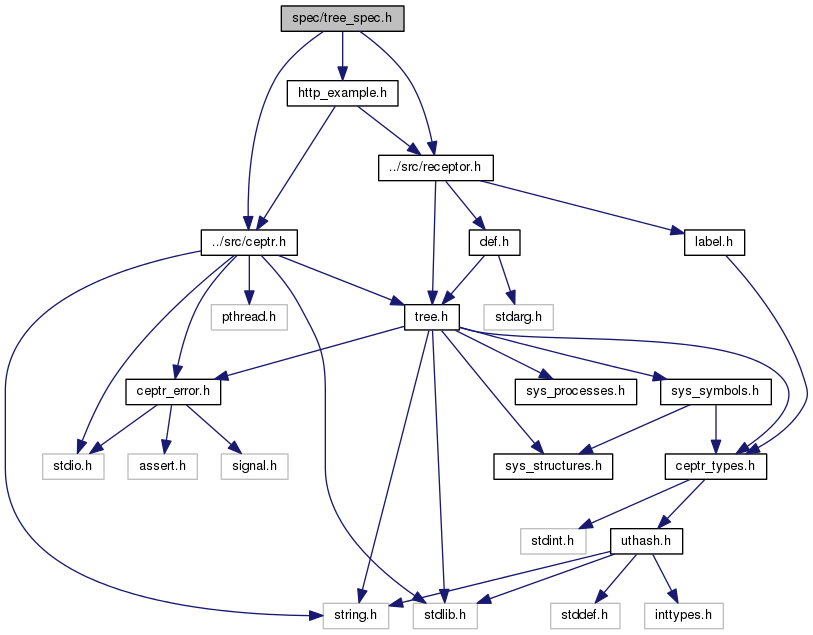 spec/tree_spec.h
http_example.h
../src/receptor.h
../src/ceptr.h
def.h
label.h
pthread.h
tree.h
stdarg.h
ceptr_error.h
sys_processes.h
sys_symbols.h
stdio.h
assert.h
signal.h
sys_structures.h
ceptr_types.h
stdint.h
uthash.h
string.h
stdlib.h
stddef.h
inttypes.h